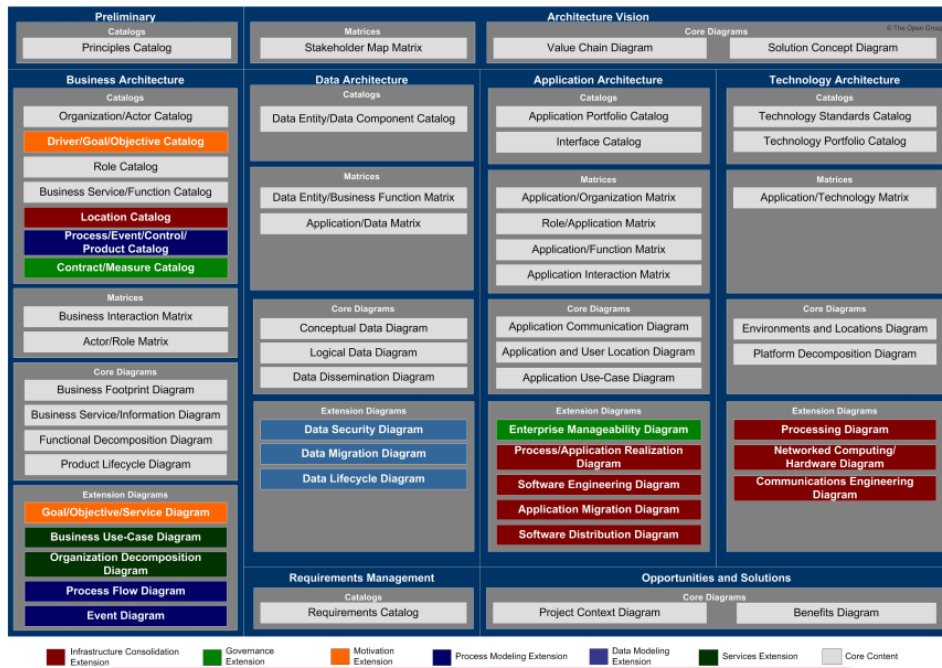 Preliminary
Catalogs
Principles Catalog
Architecture Vision
Matrices
Stakeholder Map Matrix
Core Diagrams
© The Open Group
Value Chain Diagram
Solution Concept Diagram
Business Architecture
Catalogs
Organization/Actor Catalog
Driver/Goal/Objective Catalog
Role Catalog
Business Service/Function Catalog
Location Catalog
Process/Event/Control/
Product Catalog
Contract/Measure Catalog
Matrices
Business Interaction Matrix
Actor/Role Matrix
Core Diagrams
Business Footprint Diagram
Business Service/Information Diagram
Functional Decomposition Diagram
Product Lifecycle Diagram
Extension Diagrams
Goal/Objective/Service Diagram
Business Use-Case Diagram
Organization Decomposition
Diagram
Process Flow Diagram
Event Diagram
Data Architecture
Catalogs
Data Entity/Data Component Catalog
Matrices
Data Entity/Business Function Matrix
Application/Data Matrix
Core Diagrams
Conceptual Data Diagram
Logical Data Diagram
Data Dissemination Diagram
Extension Diagrams
Data Security Diagram
Data Migration Diagram
Data Lifecycle Diagram
Application Architecture
Catalogs
Application Portfolio Catalog
Interface Catalog
Matrices
Application/Organization Matrix
Role/Application Matrix
Application/Function Matrix
Application Interaction Matrix
Core Diagrams
Application Communication Diagram
Application and User Location Diagram
Application Use-Case Diagram
Extension Diagrams
Enterprise Manageability Diagram
Process/Application Realization
Diagram
Software Engineering Diagram
Application Migration Diagram
Software Distribution Diagram
Technology Architecture
Catalogs
Technology Standards Catalog
Technology Portfolio Catalog
Matrices
Application/Technology Matrix
Core Diagrams
Environments and Locations Diagram
Platform Decomposition Diagram
Extension Diagrams
Processing Diagram
Networked Computing/
Hardware Diagram
Communications Engineering
Diagram
Requirements Management
Catalogs
Requirements Catalog
Opportunities and Solutions
Core Diagrams
Project Context Diagram
Benefits Diagram
Infrastructure Consolidation
Extension
Governance
Extension
Motivation
Extension
Process Modeling Extension
Data Modeling
Extension
Services Extension
Core Content